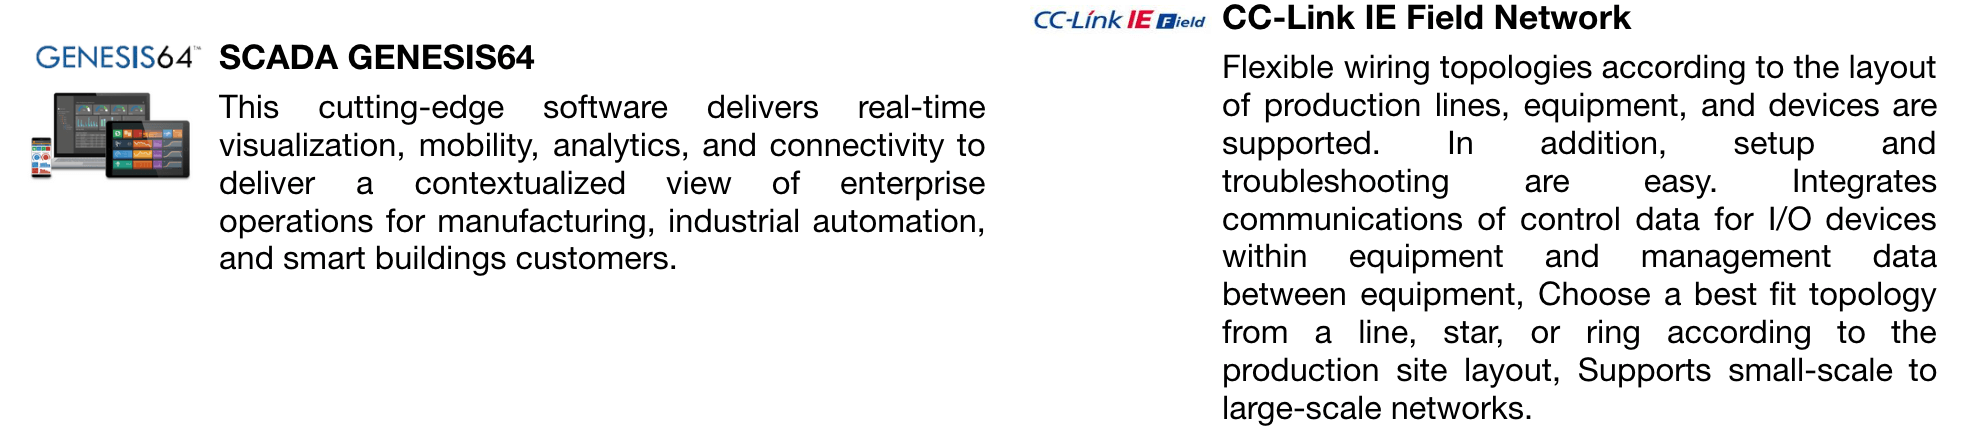 GENESIS64™
SCADA GENESIS64
This cutting-edge software delivers real-time
visualization, mobility, analytics, and connectivity to
deliver a contextualized view of enterprise
operations for manufacturing, industrial automation,
and smart buildings customers.
CC-Link IE Field
CC-Link IE Field Network
Flexible wiring topologies according to the layout
of production lines, equipment, and devices are
supported. In addition, setup and
troubleshooting are easy. Integrates
communications of control data for I/O devices
within equipment and management data
between equipment, Choose a best fit topology
from a line, star, or ring according to the
production site layout, Supports small-scale to
large-scale networks.